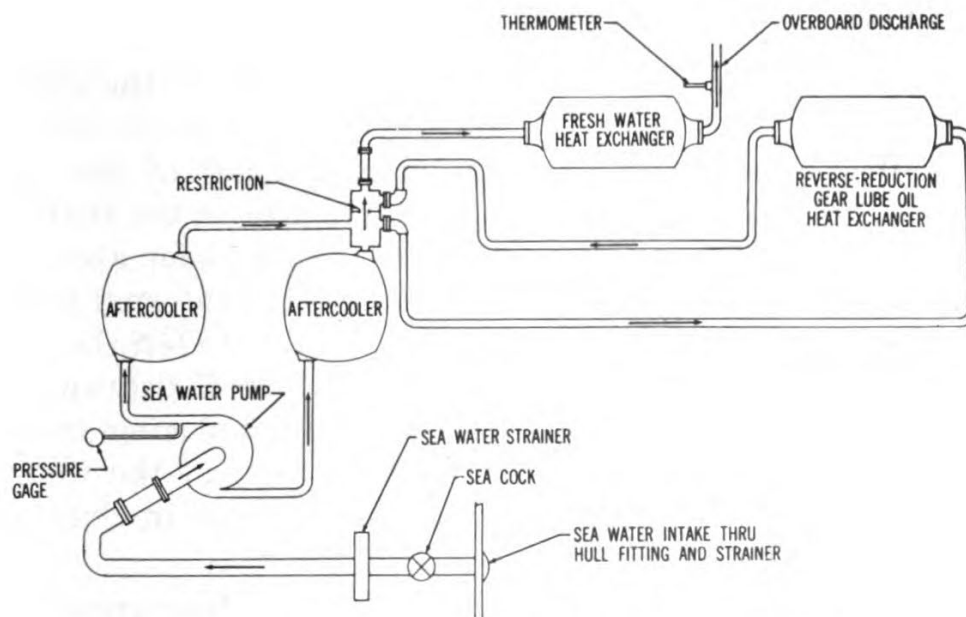 THERMOMETER
OVERBOARD DISCHARGE
FRESH WATER
HEAT EXCHANGER
RESTRICTION
REVERSE-REDUCTION
GEAR LUBE OIL
HEAT EXCHANGER
AFTERCOOLER
AFTERCOOLER
SEA WATER PUMP
PRESSURE
GAGE
SEA WATER STRAINER
SEA COCK
SEA WATER INTAKE THRU
HULL FITTING AND STRAINER